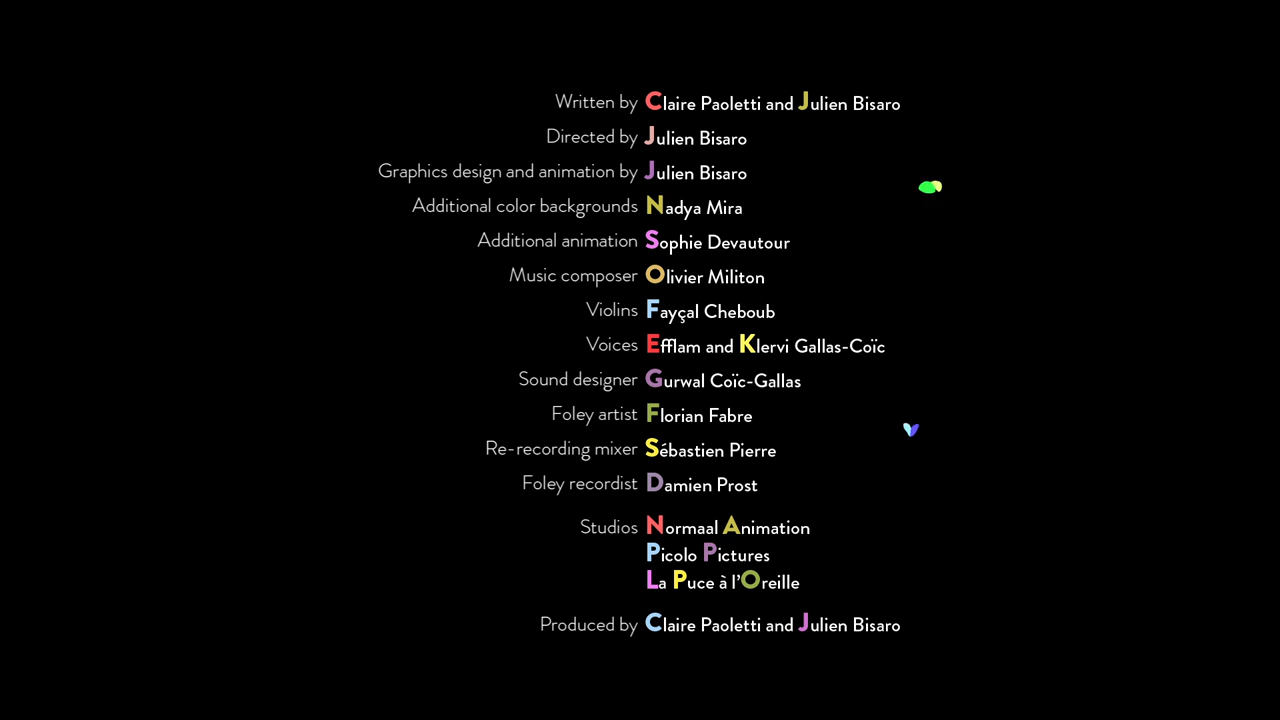 Written by Claire Paoletti and Julien Bisaro
Directed by Julien Bisaro
Graphics design and animation by Julien Bisaro
Additional color backgrounds Nadya Mira
Additional animation Sophie Devautour
Music composer Olivier Militon
Violins Fayçal Cheboub
Voices Efflam and Klervi Gallas-Coïc
Sound designer Gurwal Coïc-Gallas
Foley artist Florian Fabre
Re-recording mixer Sébastien Pierre
Foley recordist Damien Prost
Studios Normaal Animation
Picolo Pictures
La Puce à l'Oreille
Produced by Claire Paoletti and Julien Bisaro